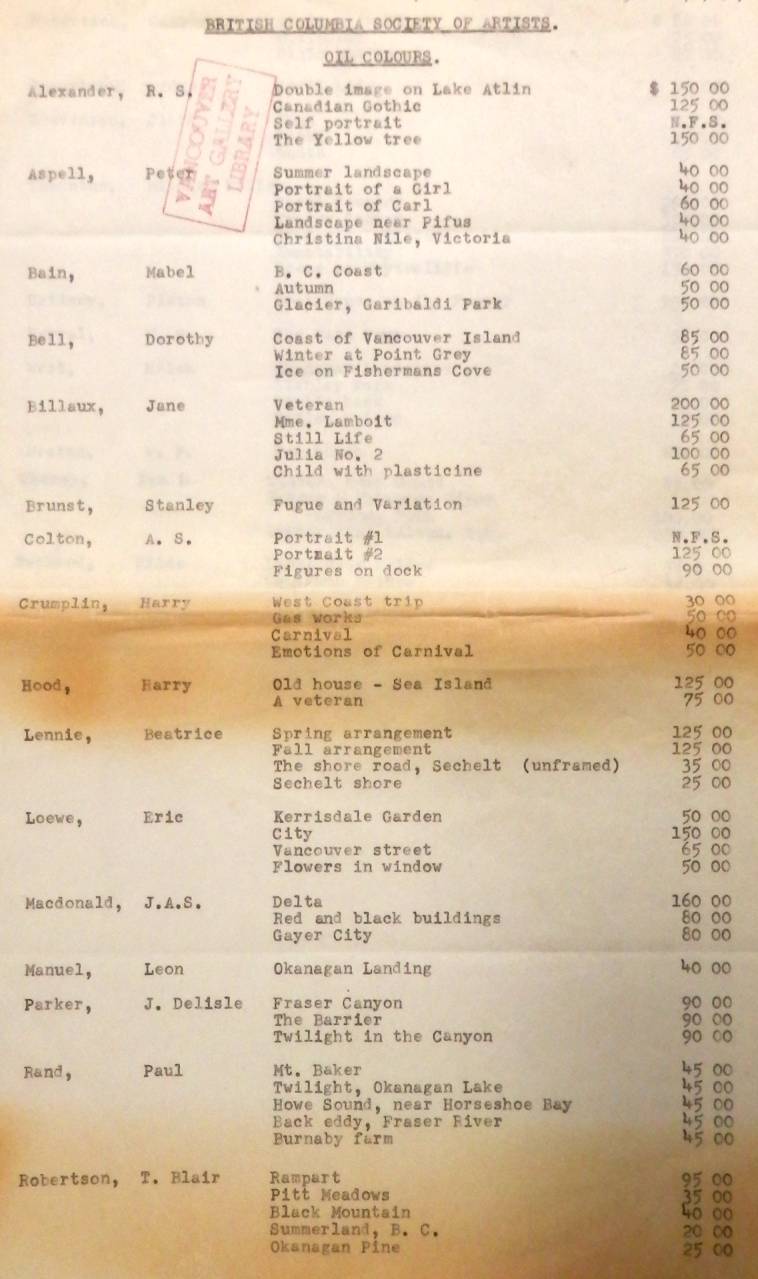 BRITISH COLUMBIA SOCIETY OF ARTISTS.
OIL COLOURS.
VANCOUVER
ART GALLERY
LIBRARY
Alexander, R. S. Double image on Lake Atlin $ 150 00
Canadian Gothic 125 00
Self portrait N.F.S.
The Yellow tree 150 00
Aspell, Peter Summer landscape 40 00
Portrait of a Girl 40 00
Portrait of Carl 60 00
Landscape near Pifus 40 00
Christina Nile, Victoria 40 00
Bain, Mabel B. C. Coast 60 00
Autumn 50 00
Glacier, Garibaldi Park 50 00
Bell, Dorothy Coast of Vancouver Island 85 00
Winter at Point Grey 85 00
Ice on Fishermans Cove 50 00
Billaux, Jane Veteran 200 00
Mme. Lamboit 125 00
Still Life 65 00
Julia No. 2 100 00
Child with plasticine 65 00
Brunst, Stanley Fugue and Variation 125 00
Colton, A. S. Portrait #1 N.F.S.
Portmait #2 125 00
Figures on dock 90 00
Crumplin, Harry West Coast trip 30 00
Gas works 50 00
Carnival 40 00
Emotions of Carnival 50 00
Hood, Harry Old house - Sea Island 125 00
A veteran 75 00
Lennie, Beatrice Spring arrangement 125 00
Fall arrangement 125 00
The shore road, Sechelt (unframed) 35 00
Sechelt shore 25 00
Loewe, Eric Kerrisdale Garden 50 00
City 150 00
Vancouver street 65 00
Flowers in window 50 00
Macdonald, J.A.S. Delta 160 00
Red and black buildings 80 00
Gayer City 80 00
Manuel, Leon Okanagan Landing 40 00
Parker, J. Delisle Fraser Canyon 90 00
The Barrier 90 00
Twilight in the Canyon 90 00
Rand, Paul Mt. Baker 45 00
Twilight, Okanagan Lake 45 00
Howe Sound, near Horseshoe Bay 45 00
Back eddy, Fraser River 45 00
Burnaby farm 45 00
Robertson, T. Blair Rampart 95 00
Pitt Meadows 35 00
Black Mountain 40 00
Summerland, B. C. 20 00
Okanagan Pine 25 00